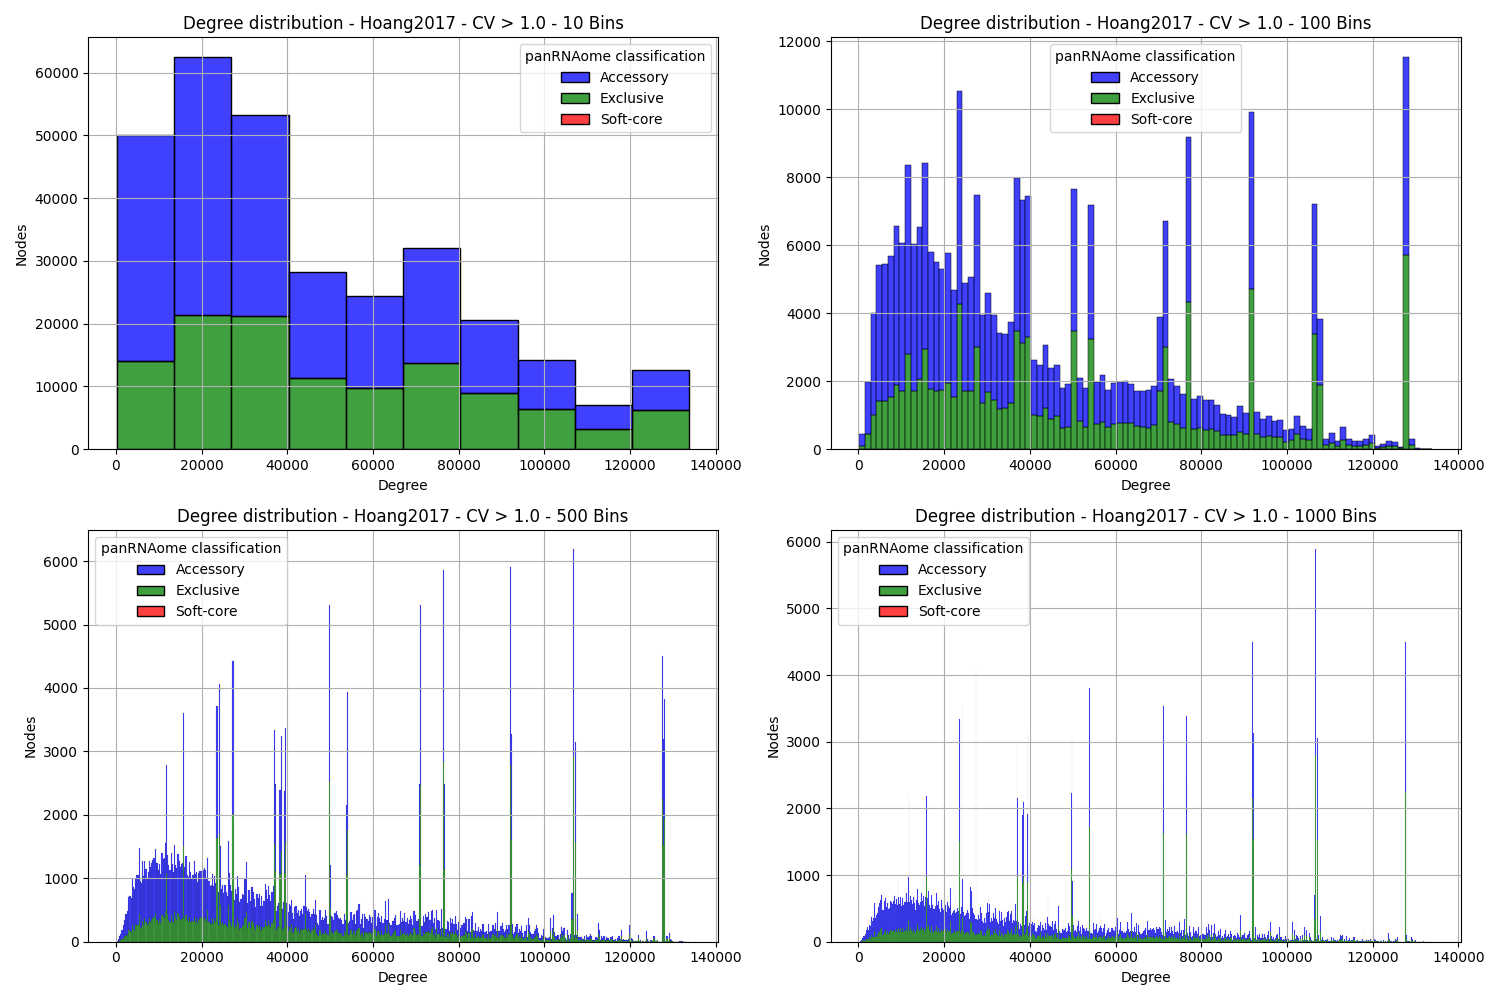 Degree distribution - Hoang2017 - CV > 1.0 - 10 Bins
panRNAome classification
Accessory
Exclusive
Soft-core
Nodes
60000
50000
40000
30000
20000
10000
0
0 20000 40000 60000 80000 100000 120000 140000
Degree
Degree distribution - Hoang2017 - CV > 1.0 - 100 Bins
panRNAome classification
Accessory
Exclusive
Soft-core
Nodes
12000
10000
8000
6000
4000
2000
0
0 20000 40000 60000 80000 100000 120000 140000
Degree
Degree distribution - Hoang2017 - CV > 1.0 - 500 Bins
panRNAome classification
Accessory
Exclusive
Soft-core
Nodes
6000
5000
4000
3000
2000
1000
0
0 20000 40000 60000 80000 100000 120000 140000
Degree
Degree distribution - Hoang2017 - CV > 1.0 - 1000 Bins
panRNAome classification
Accessory
Exclusive
Soft-core
Nodes
6000
5000
4000
3000
2000
1000
0
0 20000 40000 60000 80000 100000 120000 140000
Degree